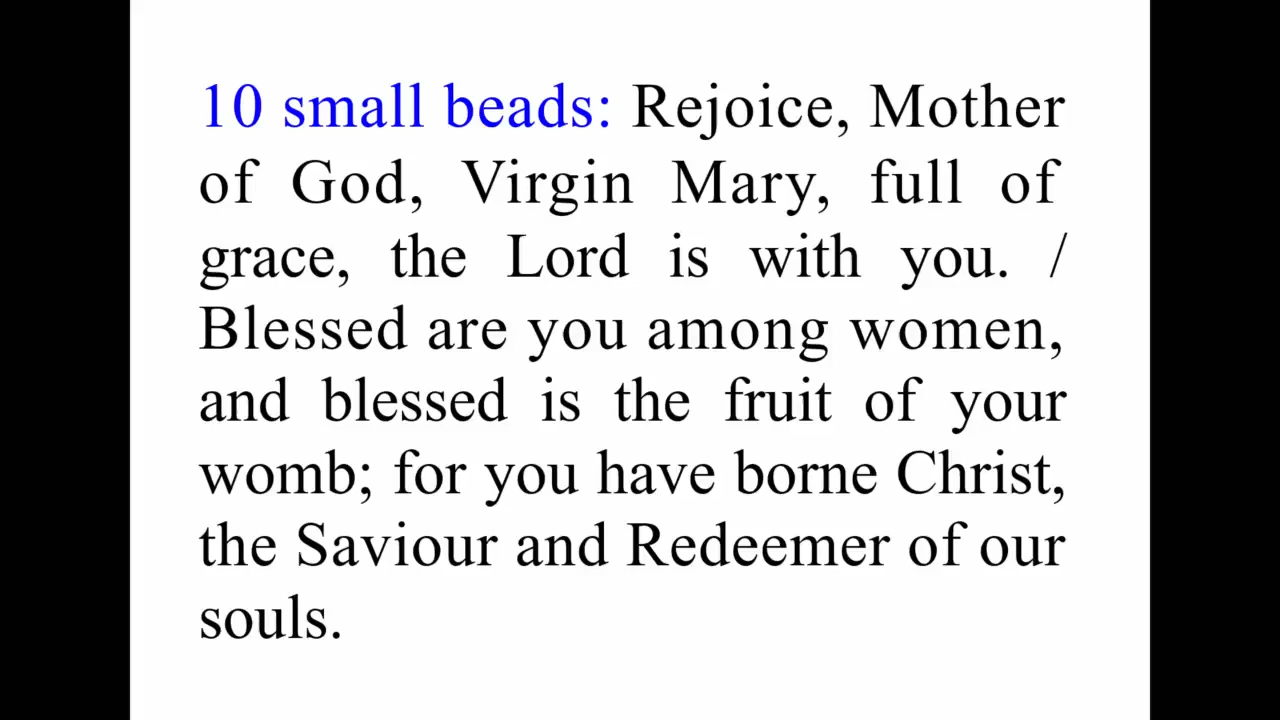 10 small beads: Rejoice, Mother
of God, Virgin Mary, full of
grace, the Lord is with you. /
Blessed are you among women,
and blessed is the fruit of your
womb; for you have borne Christ,
the Saviour and Redeemer of our
souls.